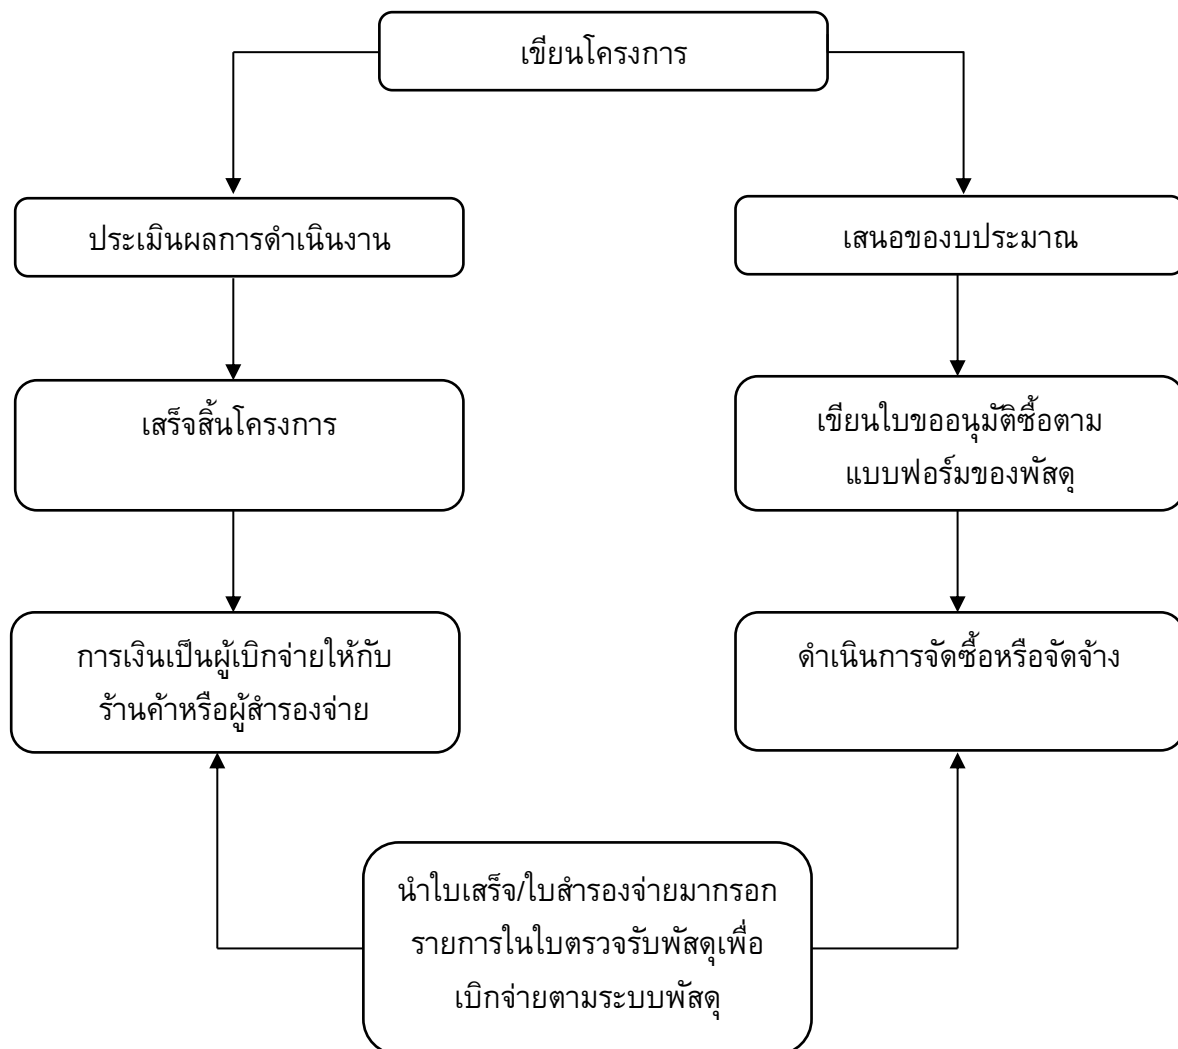 เขียนโครงการ
ประเมินผลการดำเนินงาน
เสนอของบประมาณ
เสร็จสิ้นโครงการ
เขียนใบขออนุมัติซื้อตาม
แบบฟอร์มของพัสดุ
การเงินเป็นผู้เบิกจ่ายให้กับ
ร้านค้าหรือผู้สำรองจ่าย
ดำเนินการจัดซื้อหรือจัดจ้าง
นำใบเสร็จ/ใบสำรองจ่ายมากรอก
รายการในใบตรวจรับพัสดุเพื่อ
เบิกจ่ายตามระบบพัสดุ